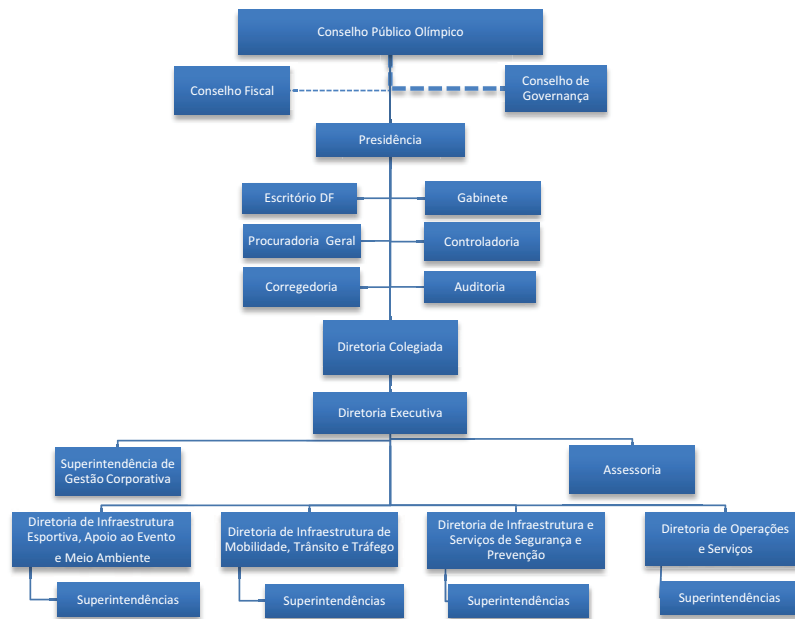 Conselho Público Olímpico
Conselho Fiscal
Conselho de
Governança
Presidência
Escritório DF
Gabinete
Procuradoria Geral
Controladoria
Corregedoria
Auditoria
Diretoria Colegiada
Diretoria Executiva
Superintendência de
Gestão Corporativa
Assessoria
Diretoria de Infraestrutura
Esportiva, Apoio ao Evento
e Meio Ambiente
Diretoria de Infraestrutura de
Mobilidade, Trânsito e Tráfego
Diretoria de Infraestrutura e
Serviços de Segurança e
Prevenção
Diretoria de Operações
e Serviços
Superintendências
Superintendências
Superintendências
Superintendências